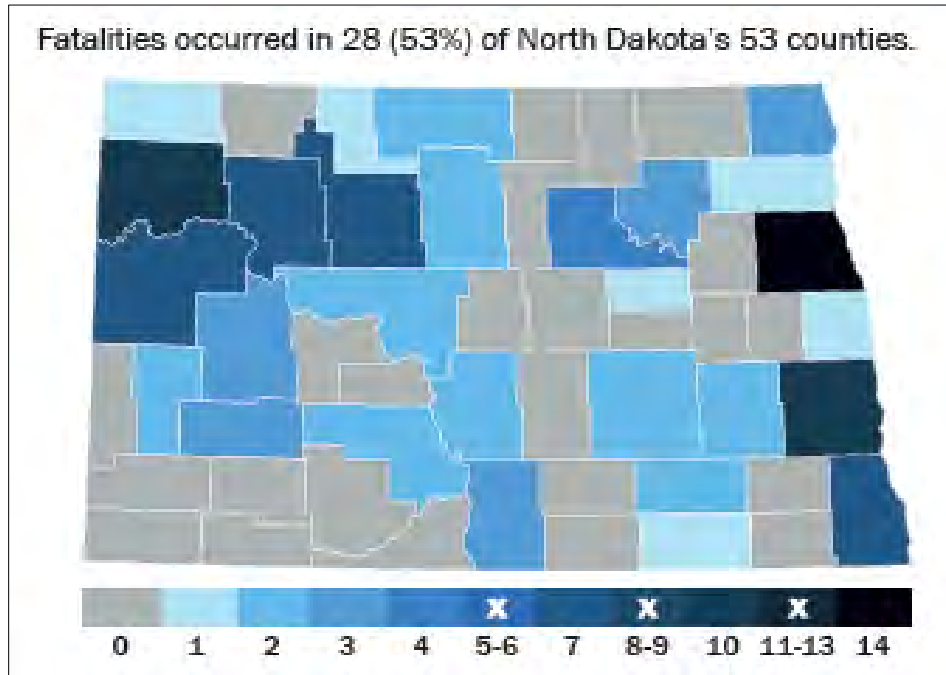 Fatalities occurred in 28 (53%) of North Dakota's 53 counties.
X X X
0 1 2 3 4 5-6 7 8-9 10 11-13 14